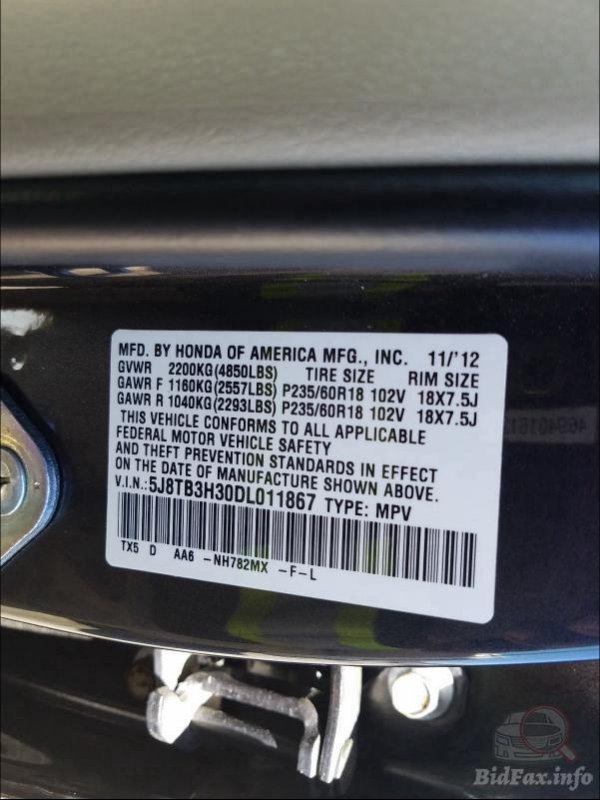 MFD. BY HONDA OF AMERICA MFG., INC. 11/'12
GVWR 2200KG(4850LBS) TIRE SIZE RIM SIZE
GAWR F 1160KG(2557LBS) P235/60R18 102V 18X7.5J
GAWR R 1040KG(2293LBS) P235/60R18 102V 18X7.5J
THIS VEHICLE CONFORMS TO ALL APPLICABLE
FEDERAL MOTOR VEHICLE SAFETY
AND THEFT PREVENTION STANDARDS IN EFFECT
ON THE DATE OF MANUFACTURE SHOWN ABOVE.
V.I.N.: 5J8TB3H30DL011867 TYPE: MPV
TX5 D AA6 -NH782MX -F-L
BidFax.info